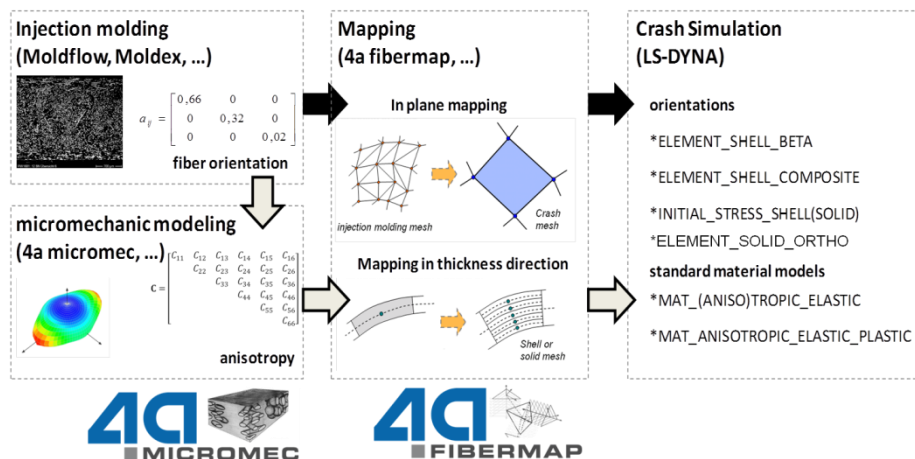 Injection molding
(Moldflow, Moldex, ...)
a_ij = [0,66 0 0
0 0,32 0
0 0 0,02]
fiber orientation
micromechanic modeling
(4a micromec, ...)
C = [C11 C12 C13 C14 C15 C16
C22 C23 C24 C25 C26
C33 C34 C35 C36
C44 C45 C46
C55 C56
C66]
anisotropy
Mapping
(4a fibermap, ...)
In plane mapping
injection molding mesh
Crash
mesh
Mapping in thickness direction
Shell or
solid mesh
Crash Simulation
(LS-DYNA)
orientations
*ELEMENT_SHELL_BETA
*ELEMENT_SHELL_COMPOSITE
*INITIAL_STRESS_SHELL(SOLID)
*ELEMENT_SOLID_ORTHO
standard material models
*MAT_(ANISO)TROPIC_ELASTIC
*MAT_ANISOTROPIC_ELASTIC_PLASTIC
4a
MICROMEC
4a
FIBERMAP